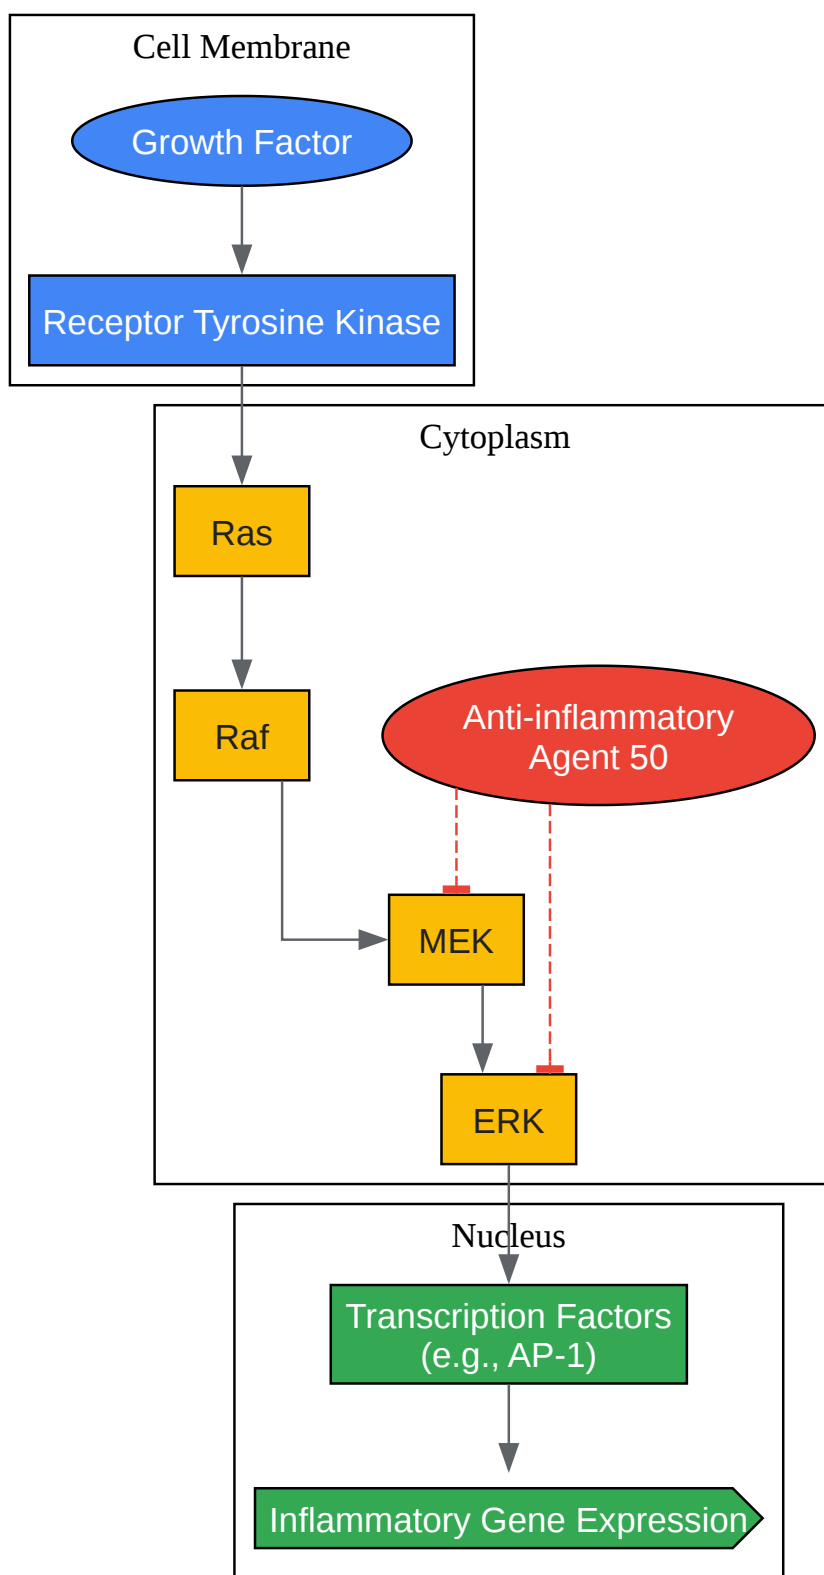 Cell Membrane
Growth Factor
Receptor Tyrosine Kinase
Cytoplasm
Ras
Raf
Anti-inflammatory
Agent 50
MEK
ERK
Nucleus
Transcription Factors
(e.g., AP-1)
Inflammatory Gene Expression